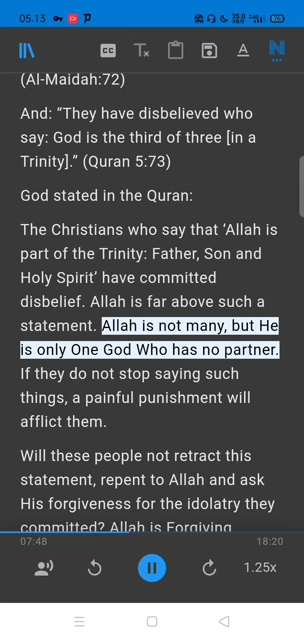 05.13
CC
(Al-Maidah:72)
And: “They have disbelieved who
say: God is the third of three [in a
Trinity].” (Quran 5:73)
God stated in the Quran:
The Christians who say that ‘Allah is
part of the Trinity: Father, Son and
Holy Spirit’ have committed
disbelief. Allah is far above such a
statement. Allah is not many, but He
is only One God Who has no partner.
If they do not stop saying such
things, a painful punishment will
afflict them.
Will these people not retract this
statement, repent to Allah and ask
His forgiveness for the idolatry they
committed? Allah is Forgiving
07:48
18:20
1.25x